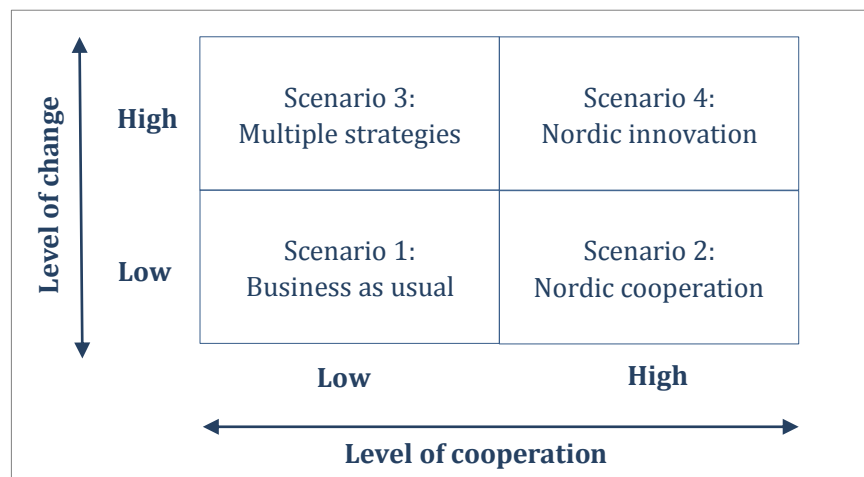 Level of change
High
Scenario 3:
Multiple strategies
Scenario 4:
Nordic innovation
Low
Scenario 1:
Business as usual
Scenario 2:
Nordic cooperation
Low
High
Level of cooperation